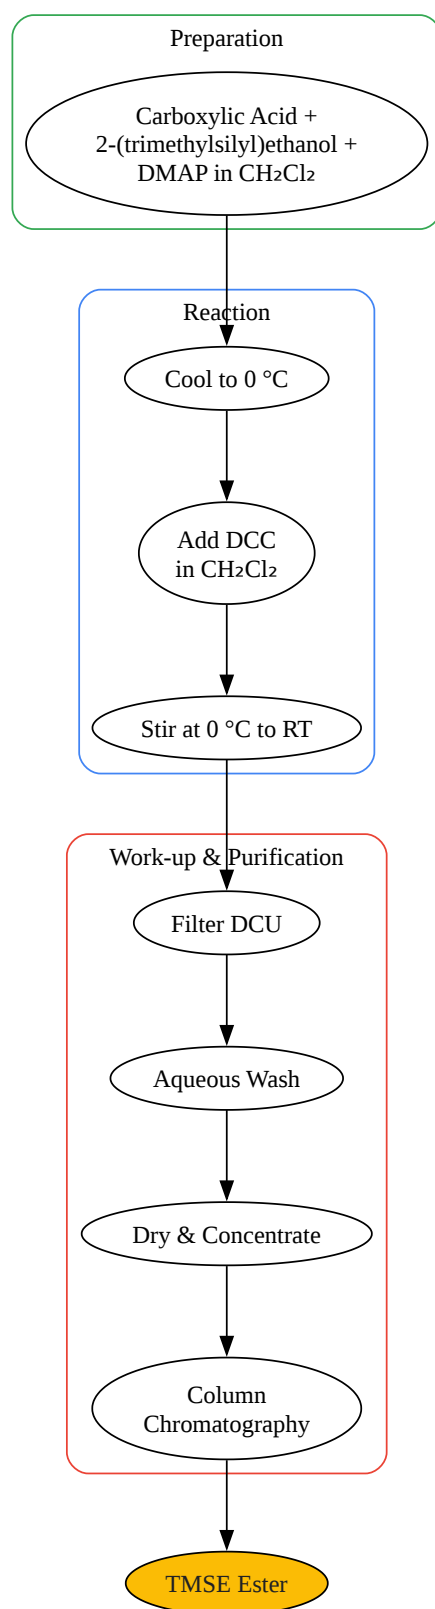 Preparation
Carboxylic Acid +
2-(trimethylsilyl)ethanol +
DMAP in CH₂Cl₂
Reaction
Cool to 0 °C
Add DCC
in CH₂Cl₂
Stir at 0 °C to RT
Work-up & Purification
Filter DCU
Aqueous Wash
Dry & Concentrate
Column
Chromatography
TMSE Ester